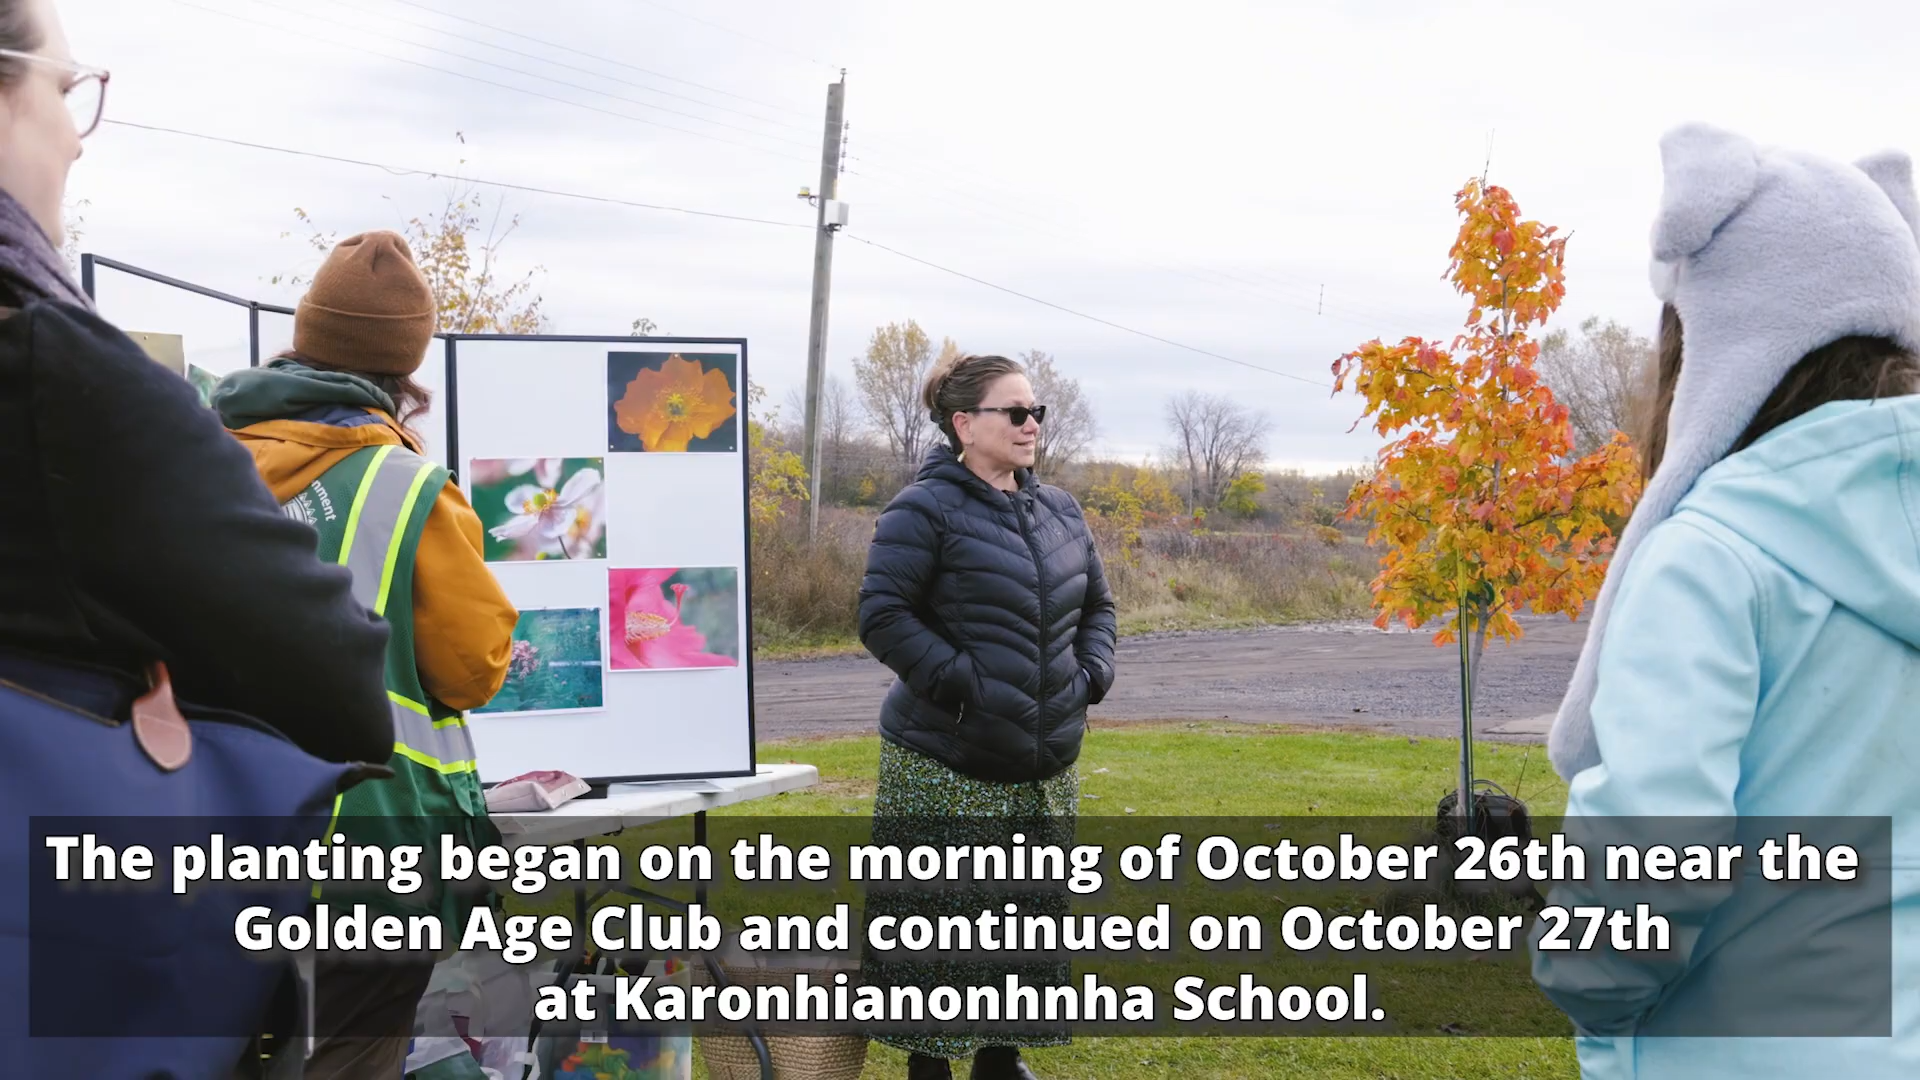 nment
The planting began on the morning of October 26th near the
Golden Age Club and continued on October 27th
at Karonhianonhnha School.